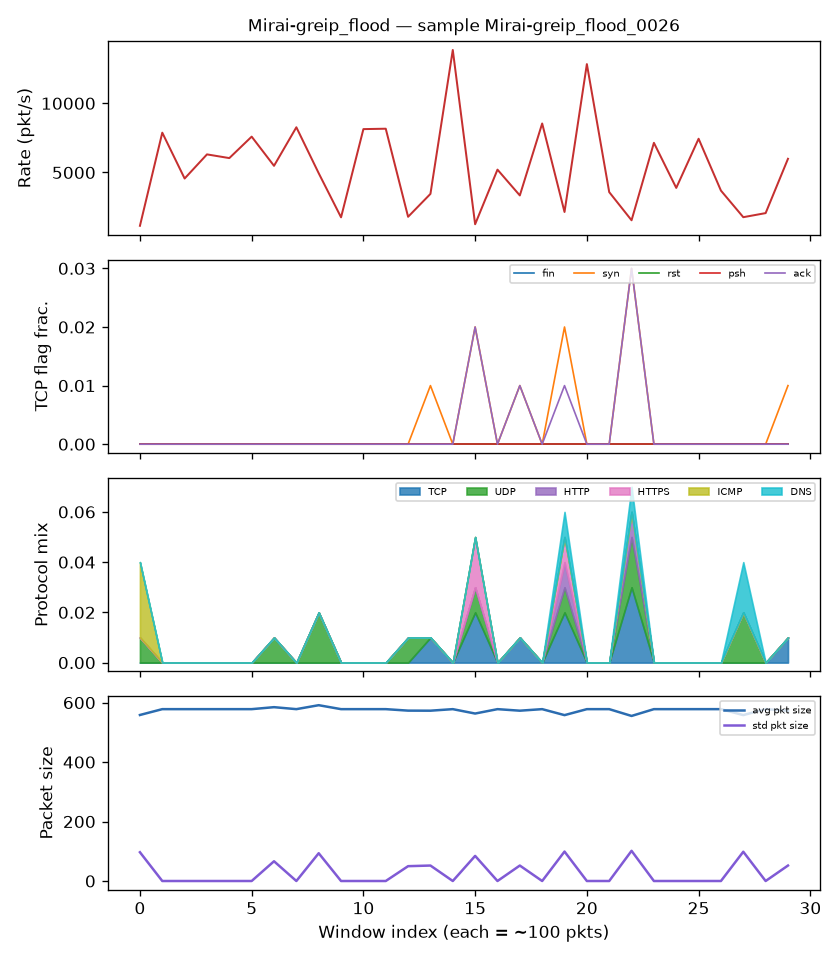 Mirai-greip_flood — sample Mirai-greip_flood_0026
Rate (pkt/s)
10000
5000
TCP flag frac.
0.03
0.02
0.01
0.00
fin syn rst psh ack
Protocol mix
0.06
0.04
0.02
0.00
TCP UDP HTTP HTTPS ICMP DNS
Packet size
600
400
200
0
avg pkt size
std pkt size
0 5 10 15 20 25 30
Window index (each = ~100 pkts)